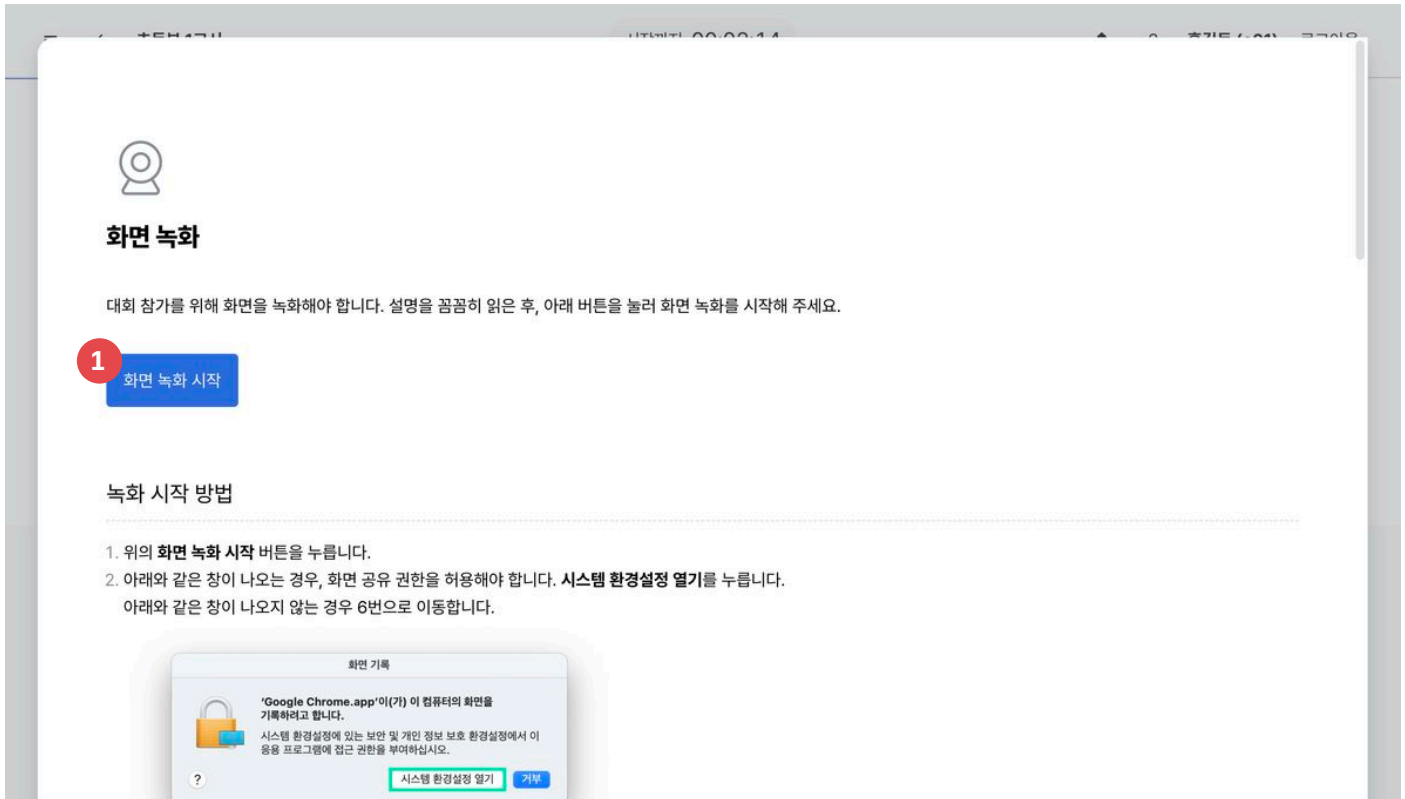 화면 녹화
대회 참가를 위해 화면을 녹화해야 합니다. 설명을 꼼꼼히 읽은 후, 아래 버튼을 눌러 화면 녹화를 시작해 주세요.
1
화면 녹화 시작
녹화 시작 방법
1. 위의 화면 녹화 시작 버튼을 누릅니다.
2. 아래와 같은 창이 나오는 경우, 화면 공유 권한을 허용해야 합니다. 시스템 환경설정 열기를 누릅니다.
아래와 같은 창이 나오지 않는 경우 6번으로 이동합니다.
화면 기록
‘Google Chrome.app’이(가) 이 컴퓨터의 화면을
기록하려고 합니다.
시스템 환경설정에 있는 보안 및 개인 정보 보호 환경설정에서 이
응용 프로그램에 접근 권한을 부여하십시오.
?
시스템 환경설정 열기
거부